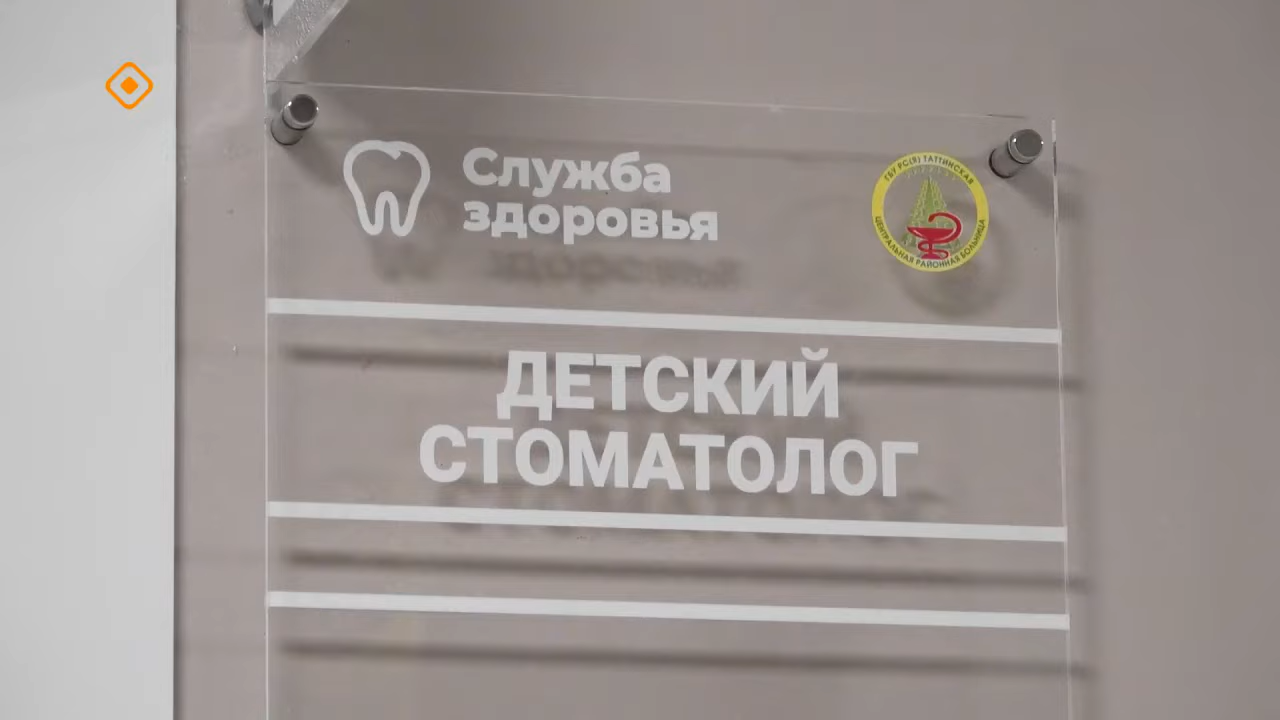 Служба
здоровья
ГБУ РС(Я) ТАТТИНСКАЯ
ЦЕНТРАЛЬНАЯ РАЙОННАЯ БОЛЬНИЦА
ДЕТСКИЙ
СТОМАТОЛОГ